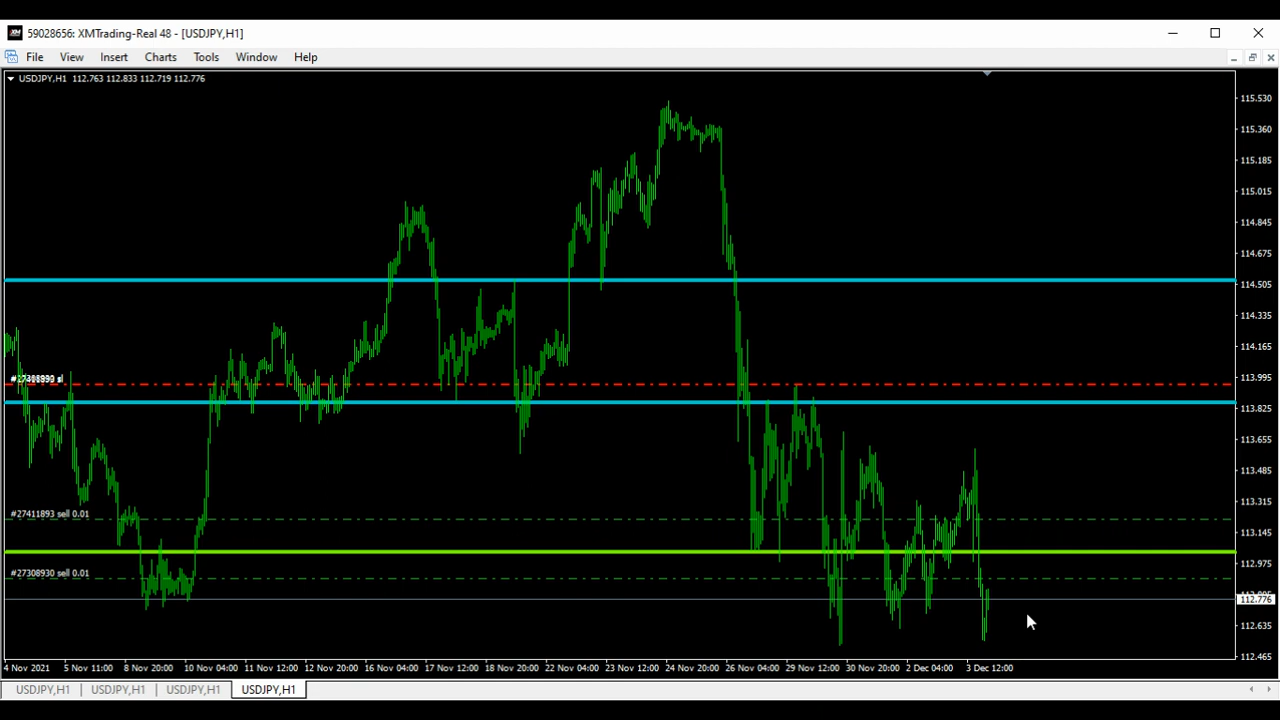 59028656: XMTrading-Real 48 - [USDJPY,H1]
File View Insert Charts Tools Window Help
USDJPY,H1 112.763 112.833 112.719 112.776
115.530
115.360
115.185
115.015
114.845
114.675
114.505
114.335
114.165
113.995
113.825
113.655
113.485
113.315
113.145
112.975
112.776
112.635
112.465
#27411893 sell 0.01
#27308930 sell 0.01
4 Nov 2021 5 Nov 11:00 8 Nov 20:00 10 Nov 04:00 11 Nov 12:00 12 Nov 20:00 16 Nov 04:00 17 Nov 12:00 18 Nov 20:00 22 Nov 04:00 23 Nov 12:00 24 Nov 20:00 26 Nov 04:00 29 Nov 12:00 30 Nov 20:00 2 Dec 04:00 3 Dec 12:00
USDJPY,H1 USDJPY,H1 USDJPY,H1 USDJPY,H1